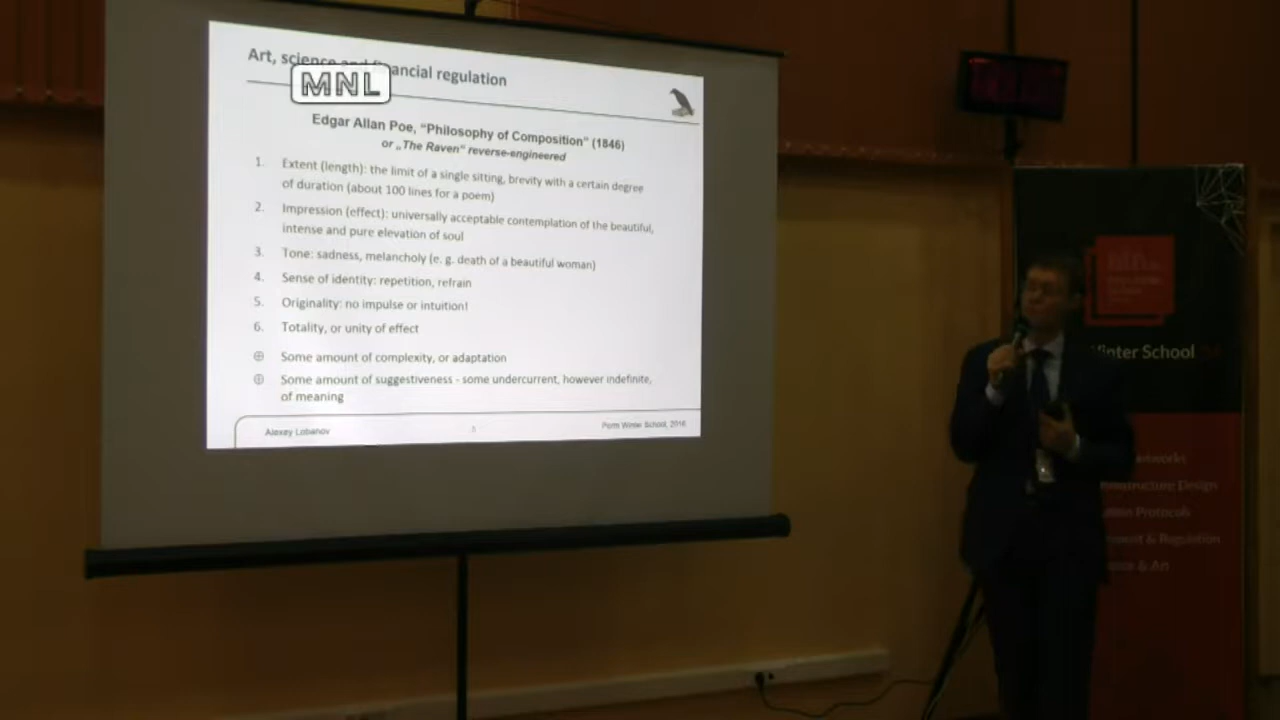 Art, science and financial regulation
MNL
Edgar Allan Poe, "Philosophy of Composition" (1846)
or „The Raven" reverse-engineered
1. Extent (length): the limit of a single sitting, brevity with a certain degree
of duration (about 100 lines for a poem)
2. Impression (effect): universally acceptable contemplation of the beautiful,
intense and pure elevation of soul
3. Tone: sadness, melancholy (e. g. death of a beautiful woman)
4. Sense of identity: repetition, refrain
5. Originality: no impulse or intuition!
6. Totality, or unity of effect
⊕ Some amount of complexity, or adaptation
⊕ Some amount of suggestiveness - some undercurrent, however indefinite,
of meaning
Alexey Lobanov
Perm Winter School, 2016
Winter School
Design
Protocols
& Regulation
& Art